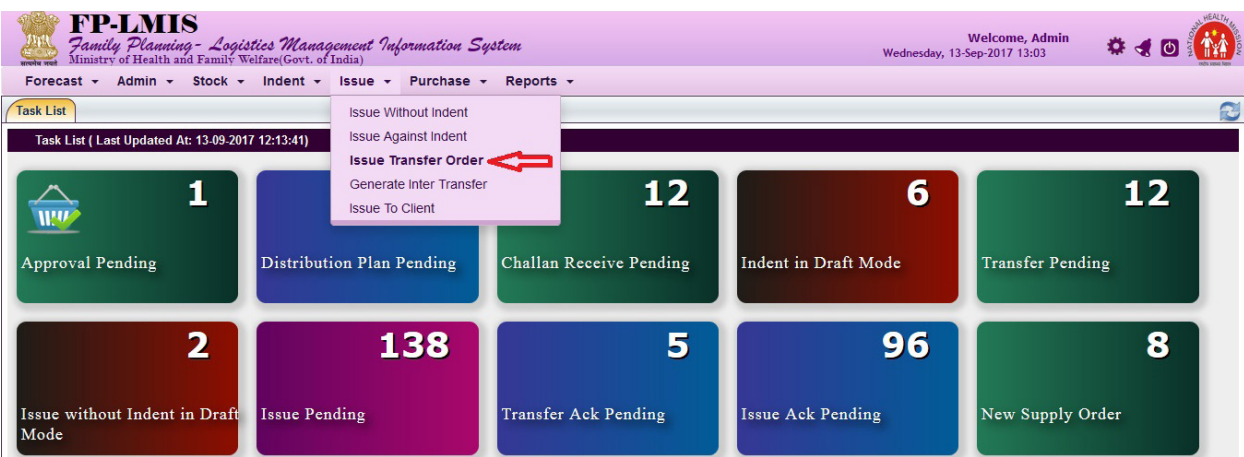 FP-LMIS
Family Planning - Logistics Management Information System
Ministry of Health and Family Welfare(Govt. of India)
Welcome, Admin
Wednesday, 13-Sep-2017 13:03
NATIONAL HEALTH MISSION
Forecast Admin Stock Indent Issue Purchase Reports
Task List
Issue Without Indent
Issue Against Indent
Issue Transfer Order
Generate Inter Transfer
Issue To Client
Task List ( Last Updated At: 13-09-2017 12:13:41)
1
Approval Pending
Distribution Plan Pending
12
Challan Receive Pending
6
Indent in Draft Mode
12
Transfer Pending
2
Issue without Indent in Draft
Mode
138
Issue Pending
5
Transfer Ack Pending
96
Issue Ack Pending
8
New Supply Order